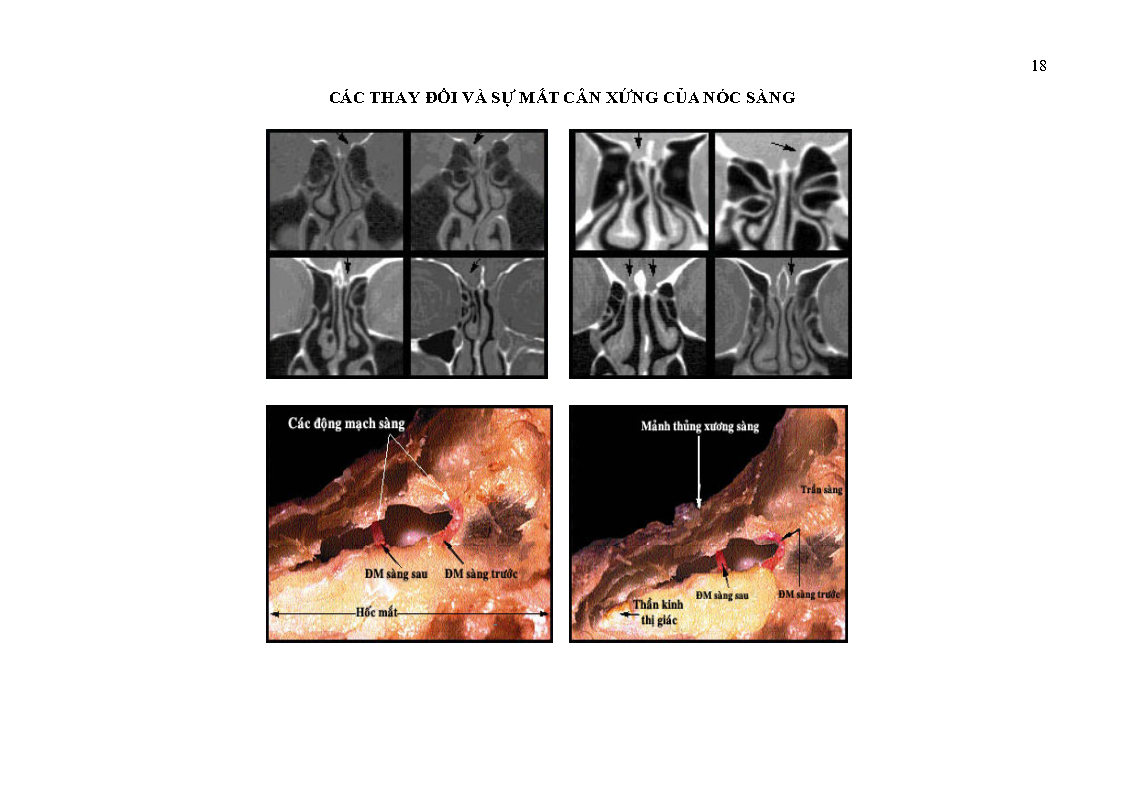 18
CÁC THAY ĐỔI VÀ SỰ MẤT CÂN XỨNG CỦA NÓC SÀNG
Các động mạch sàng
ĐM sàng sau
ĐM sàng trước
Hốc mắt
Mảnh thủng xương sàng
Trần sàng
ĐM sàng sau
ĐM sàng trước
Thần kinh
thị giác